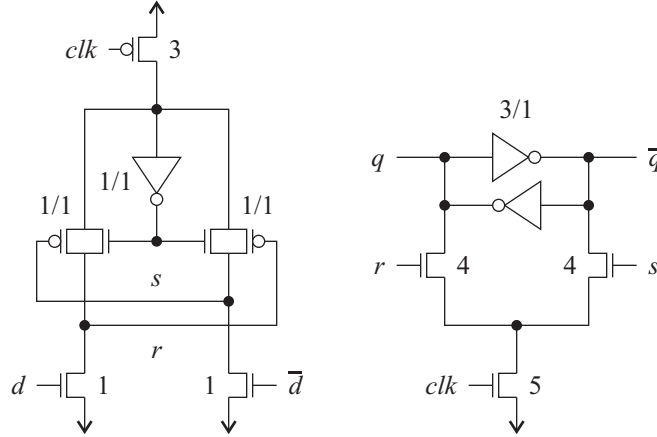 clk 3
3/1
q q̅
1/1
1/1 1/1
s
r 4 4 s
r
d 1 1 d̅
clk 5